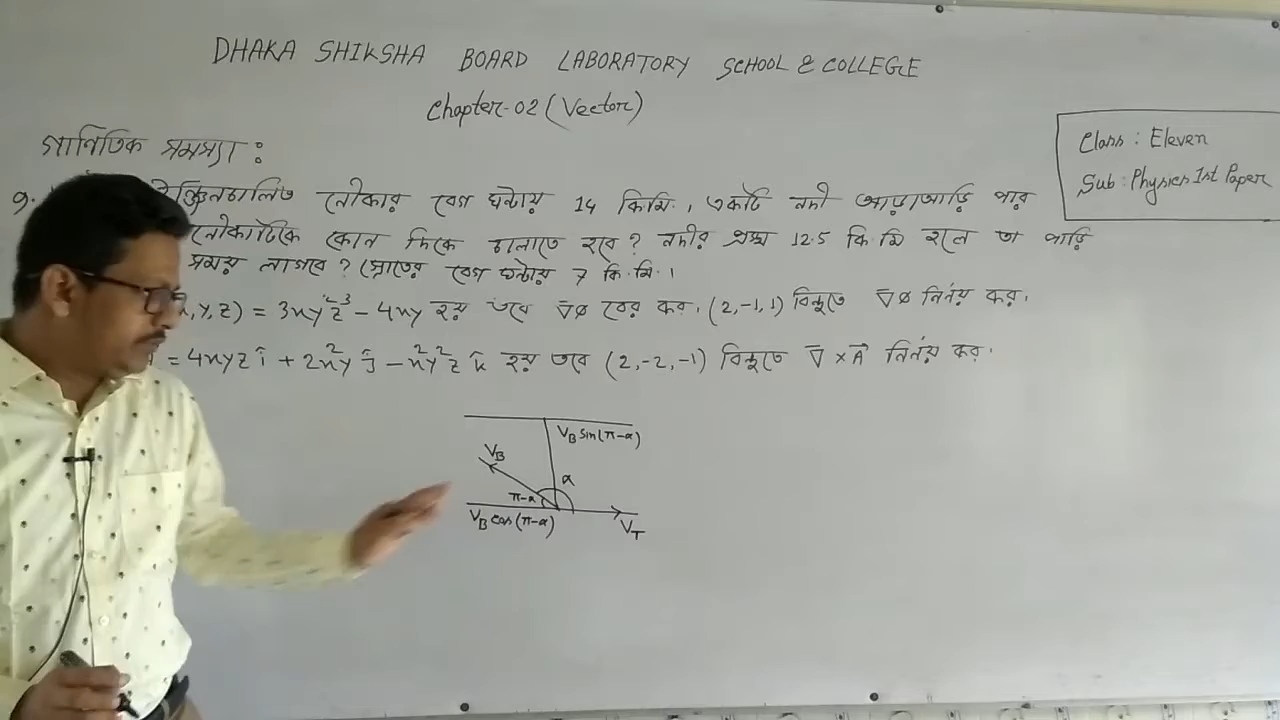 DHAKA SHIKSHA BOARD LABORATORY SCHOOL & COLLEGE
Chapter-02 (Vector)
Class : Eleven
Sub : Physics 1st Paper
গাণিতিক সমস্যা :
ইঞ্জিনচালিত নৌকার বেগ ঘন্টায় 14 কিমি. । একটি নদী আড়াআড়ি পার
নৌকাটিকে কোন দিকে চালাতে হবে ? নদীর প্রস্থ 12.5 কি.মি হলে তা পাড়ি
সময় লাগবে ? স্রোতের বেগ ঘন্টায় 7 কি.মি.।
x, y, z) = 3xy²z³ - 4xy হয় তবে ∇̄Ø বের কর. (2,-1,1) বিন্দুতে ∇̄Ø নির্নয় কর.
= 4xyz î + 2x²y ĵ - x²y²z k̂ হয় তবে (2,-2,-1) বিন্দুতে ∇̄ × A⃗ নির্নয় কর.
V_B sin(π-α)
V_B
α
π-α
V_B cos(π-α)
V_T